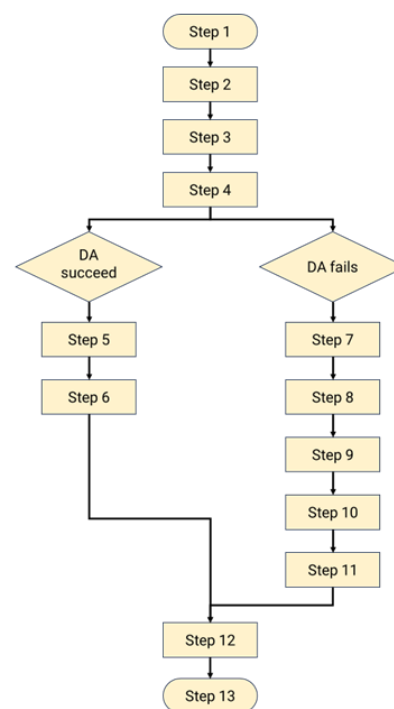 Step 1
Step 2
Step 3
Step 4
DA
succeed
DA fails
Step 5
Step 7
Step 6
Step 8
Step 9
Step 10
Step 11
Step 12
Step 13